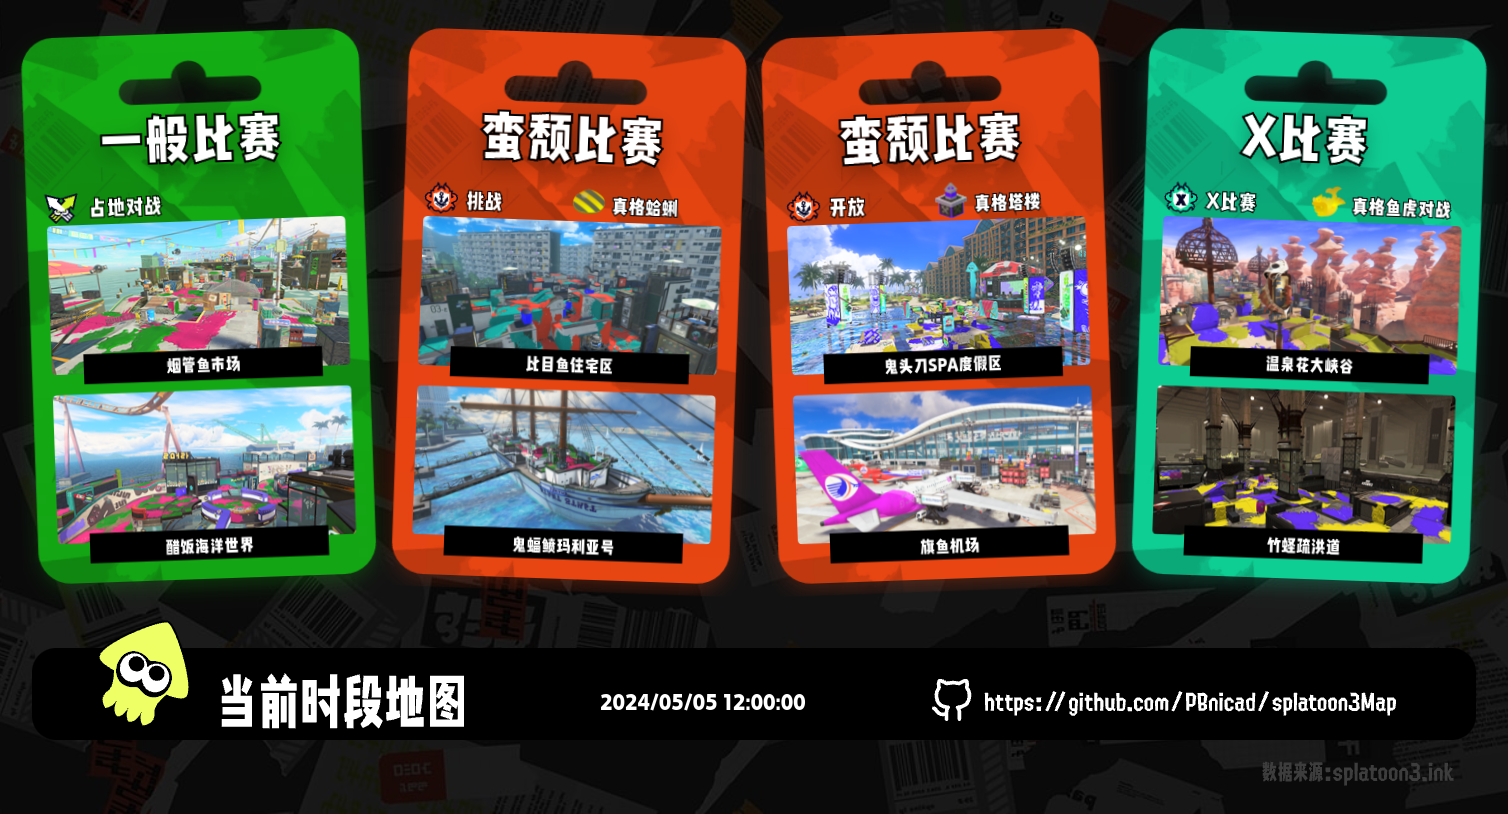 一般比赛
占地对战
烟管鱼市场
醋饭海洋世界
蛮颓比赛
挑战
真格蛤蜊
比目鱼住宅区
鬼蝠鲼玛利亚号
蛮颓比赛
开放
真格塔楼
鬼头刀SPA度假区
旗鱼机场
X比赛
X比赛
真格鱼虎对战
温泉花大峡谷
竹蛏疏洪道
当前时段地图
2024/05/05 12:00:00
https://github.com/PBnicad/splatoon3Map
数据来源:splatoon3.ink